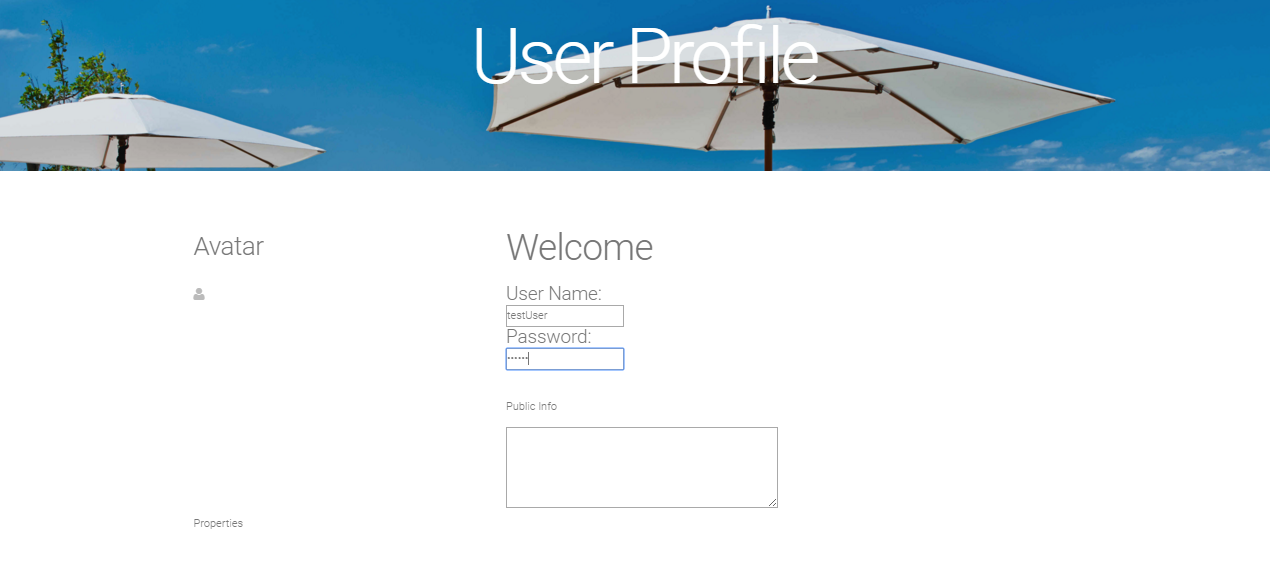 User Profile
Avatar
Welcome
User Name:
testUser
Password:
······
Public Info
Properties